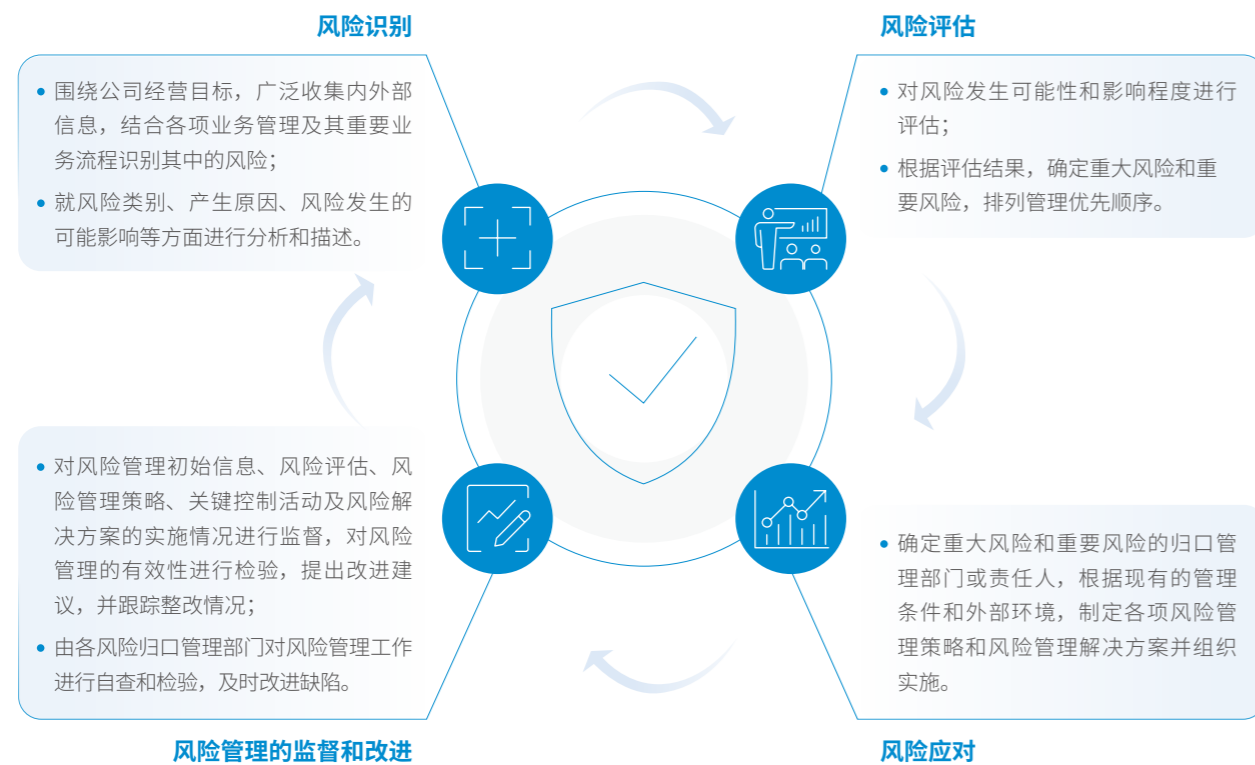 风险识别
• 围绕公司经营目标，广泛收集内外部
信息，结合各项业务管理及其重要业
务流程识别其中的风险；
• 就风险类别、产生原因、风险发生的
可能影响等方面进行分析和描述。
风险评估
• 对风险发生可能性和影响程度进行
评估；
• 根据评估结果，确定重大风险和重
要风险，排列管理优先顺序。
• 确定重大风险和重要风险的归口管
理部门或责任人，根据现有的管理
条件和外部环境，制定各项风险管
理策略和风险管理解决方案并组织
实施。
风险应对
• 对风险管理初始信息、风险评估、风
险管理策略、关键控制活动及风险解
决方案的实施情况进行监督，对风险
管理的有效性进行检验，提出改进建
议，并跟踪整改情况；
• 由各风险归口管理部门对风险管理工作
进行自查和检验，及时改进缺陷。
风险管理的监督和改进